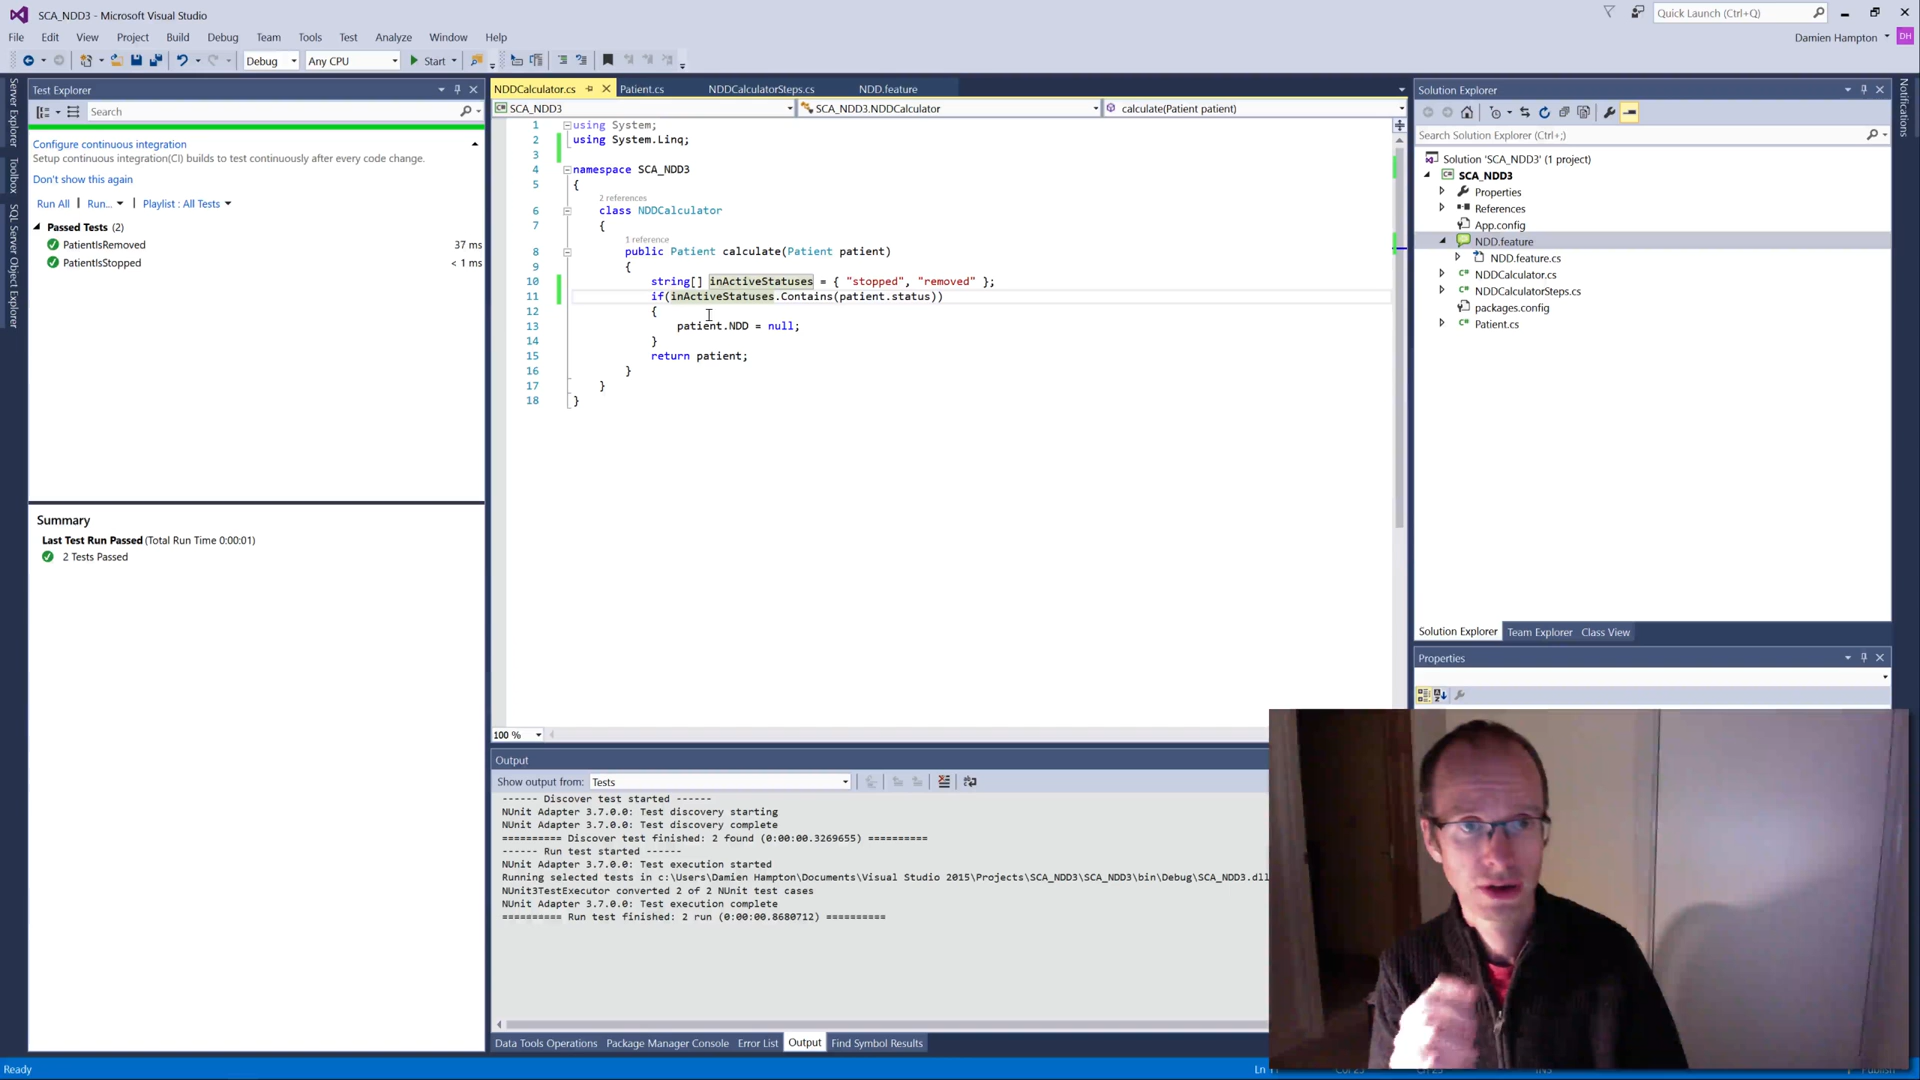 SCA_NDD3 - Microsoft Visual Studio
Quick Launch (Ctrl+Q)
File Edit View Project Build Debug Team Tools Test Analyze Window Help
Damien Hampton DH
Debug Any CPU Start
Server Explorer
Toolbox
SQL Server Object Explorer
Test Explorer
Search
Configure continuous integration
Setup continuous integration(CI) builds to test continuously after every code change.
Don't show this again
Run All Run... Playlist : All Tests
Passed Tests (2)
PatientIsRemoved 37 ms
PatientIsStopped < 1 ms
Summary
Last Test Run Passed (Total Run Time 0:00:01)
2 Tests Passed
NDDCalculator.cs Patient.cs NDDCalculatorSteps.cs NDD.feature
SCA_NDD3 SCA_NDD3.NDDCalculator calculate(Patient patient)
1 using System;
2 using System.Linq;
3
4 namespace SCA_NDD3
5 {
2 references
6 class NDDCalculator
7 {
1 reference
8 public Patient calculate(Patient patient)
9 {
10 string[] inActiveStatuses = { "stopped", "removed" };
11 if(inActiveStatuses.Contains(patient.status))
12 {
13 patient.NDD = null;
14 }
15 return patient;
16 }
17 }
18 }
100 %
Output
Show output from: Tests
------ Discover test started ------
NUnit Adapter 3.7.0.0: Test discovery starting
NUnit Adapter 3.7.0.0: Test discovery complete
========== Discover test finished: 2 found (0:00:00.3269655) ==========
------ Run test started ------
NUnit Adapter 3.7.0.0: Test execution started
Running selected tests in c:\Users\Damien Hampton\Documents\Visual Studio 2015\Projects\SCA_NDD3\SCA_NDD3\bin\Debug\SCA_NDD3.dll
NUnit3TestExecutor converted 2 of 2 NUnit test cases
NUnit Adapter 3.7.0.0: Test execution complete
========== Run test finished: 2 run (0:00:00.8680712) ==========
Data Tools Operations Package Manager Console Error List Output Find Symbol Results
Solution Explorer
Search Solution Explorer (Ctrl+;)
Solution 'SCA_NDD3' (1 project)
SCA_NDD3
Properties
References
App.config
NDD.feature
NDD.feature.cs
NDDCalculator.cs
NDDCalculatorSteps.cs
packages.config
Patient.cs
Solution Explorer Team Explorer Class View
Properties
Notifications
Ready